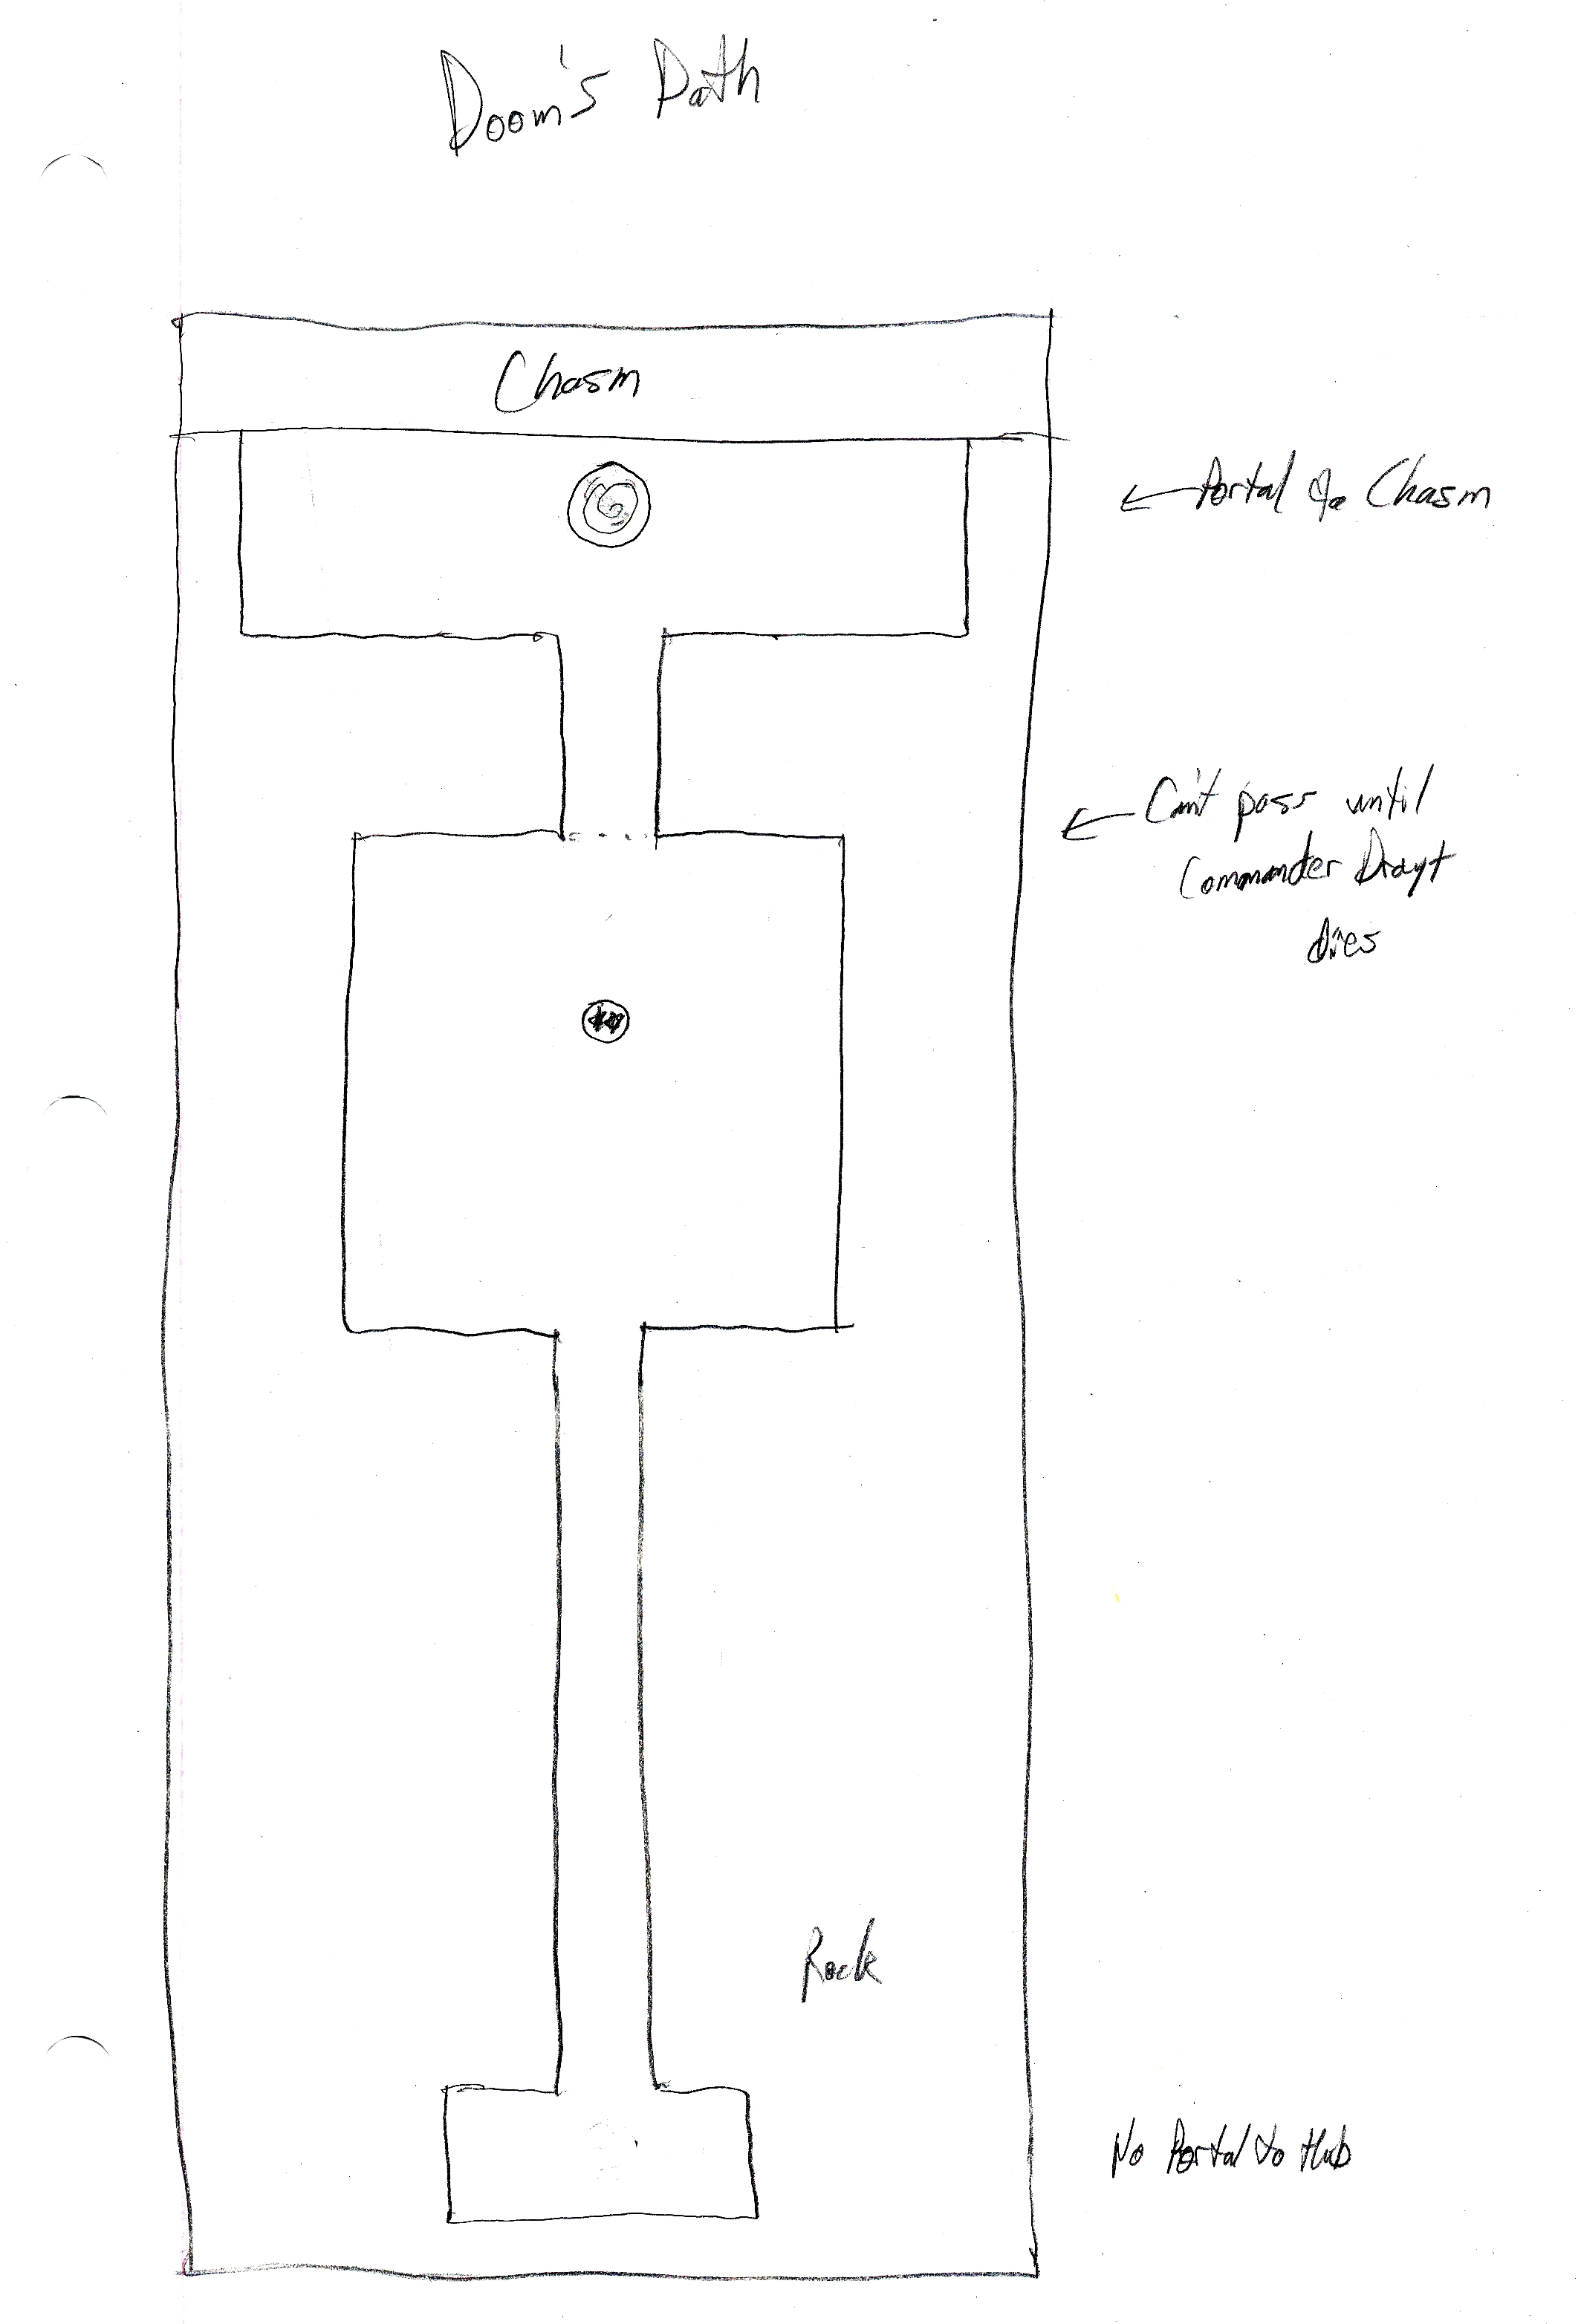 Doom's Path
Chasm
Portal to Chasm
Can't pass until
Commander Drayt
dies
Rock
No Portal to Hub